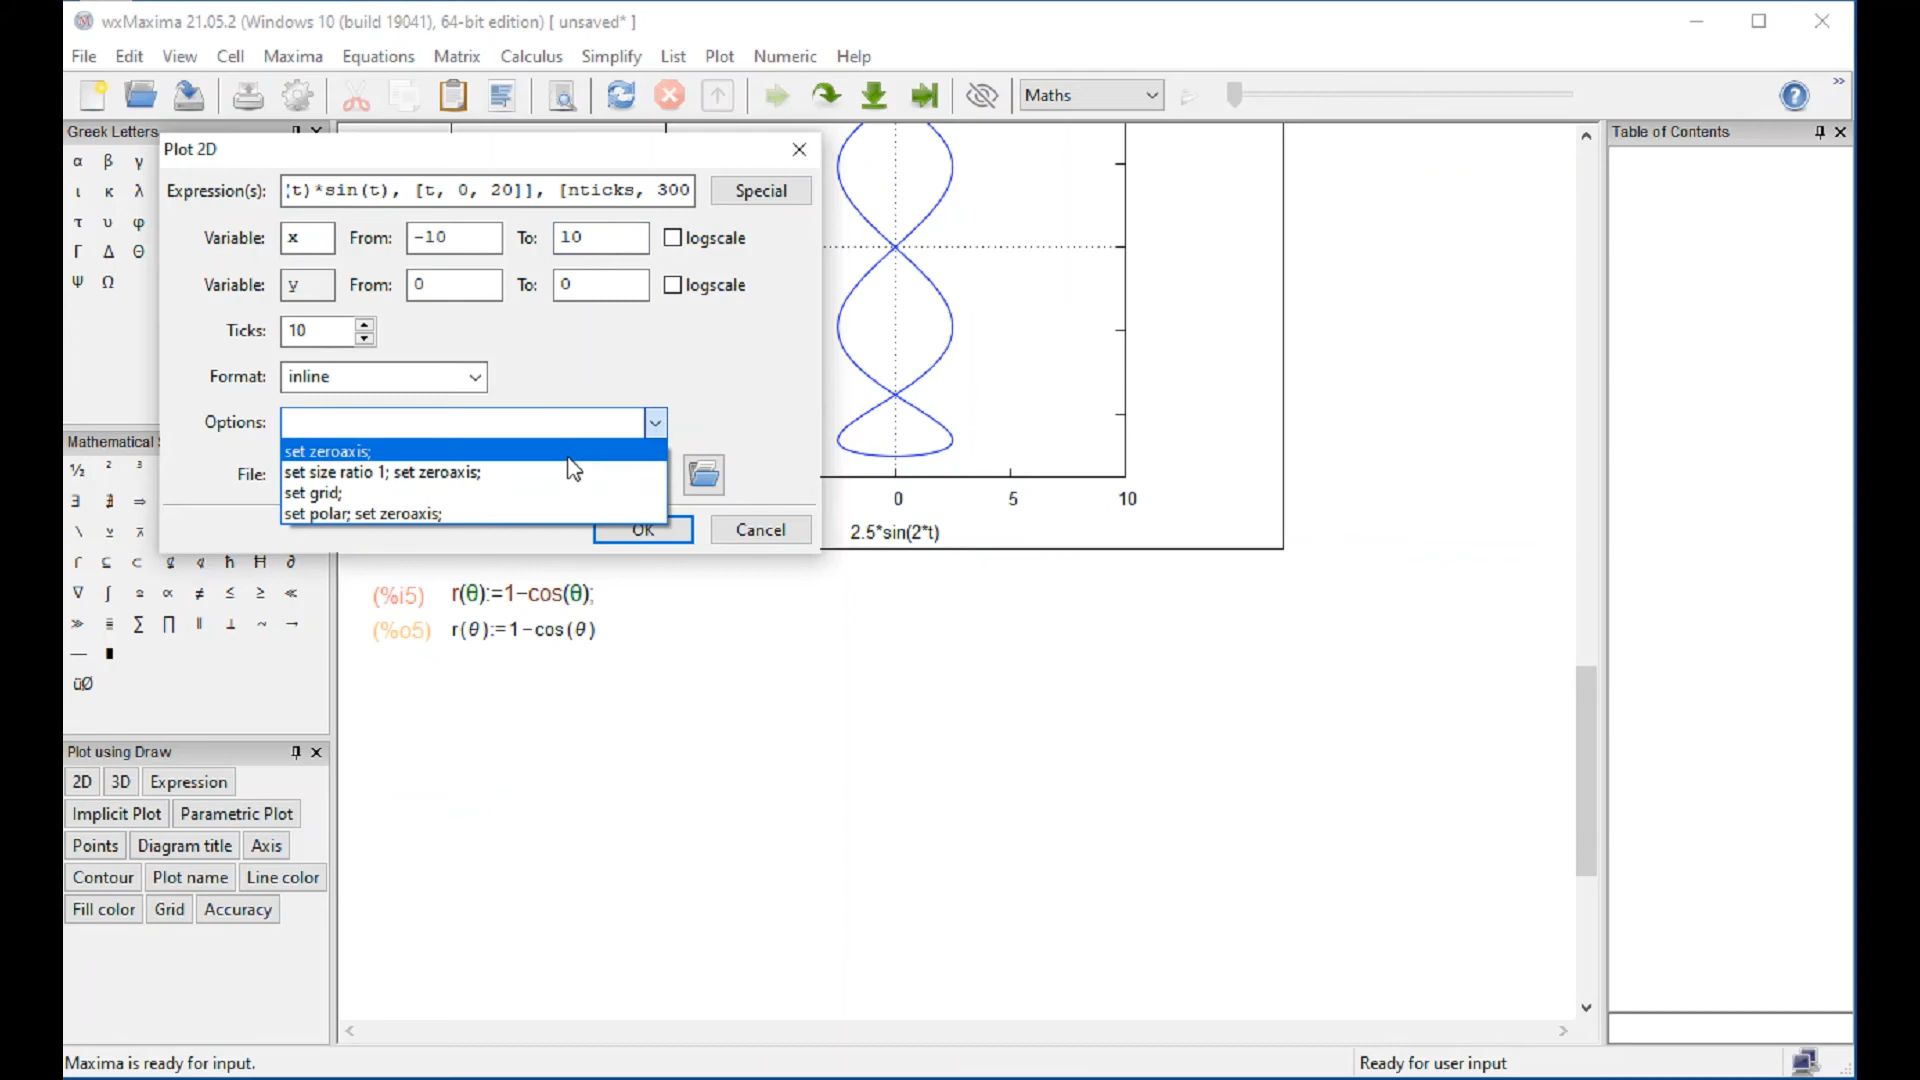 wxMaxima 21.05.2 (Windows 10 (build 19041), 64-bit edition) [ unsaved* ]
File Edit View Cell Maxima Equations Matrix Calculus Simplify List Plot Numeric Help
Maths
Greek Letters
α β γ
ι κ λ
τ υ φ
Γ Δ Θ
Ψ Ω
Plot 2D
Expression(s): (t)*sin(t), [t, 0, 20]], [nticks, 300 Special
Variable: x From: -10 To: 10 logscale
Variable: y From: 0 To: 0 logscale
Ticks: 10
Format: inline
Options:
set zeroaxis;
set size ratio 1; set zeroaxis;
set grid;
set polar; set zeroaxis;
File:
OK Cancel
0 5 10
2.5*sin(2*t)
Mathematical
½ ² ³
∃ ∄ ⇒
∇ ∫ ∝ ≠ ≤ ≥ ≪
≫ ∑ ∏ ∥ ⊥ ~ →
üØ
(%i5) r(θ):=1−cos(θ);
(%o5) r(θ):=1−cos(θ)
Plot using Draw
2D 3D Expression
Implicit Plot Parametric Plot
Points Diagram title Axis
Contour Plot name Line color
Fill color Grid Accuracy
Table of Contents
Maxima is ready for input.
Ready for user input